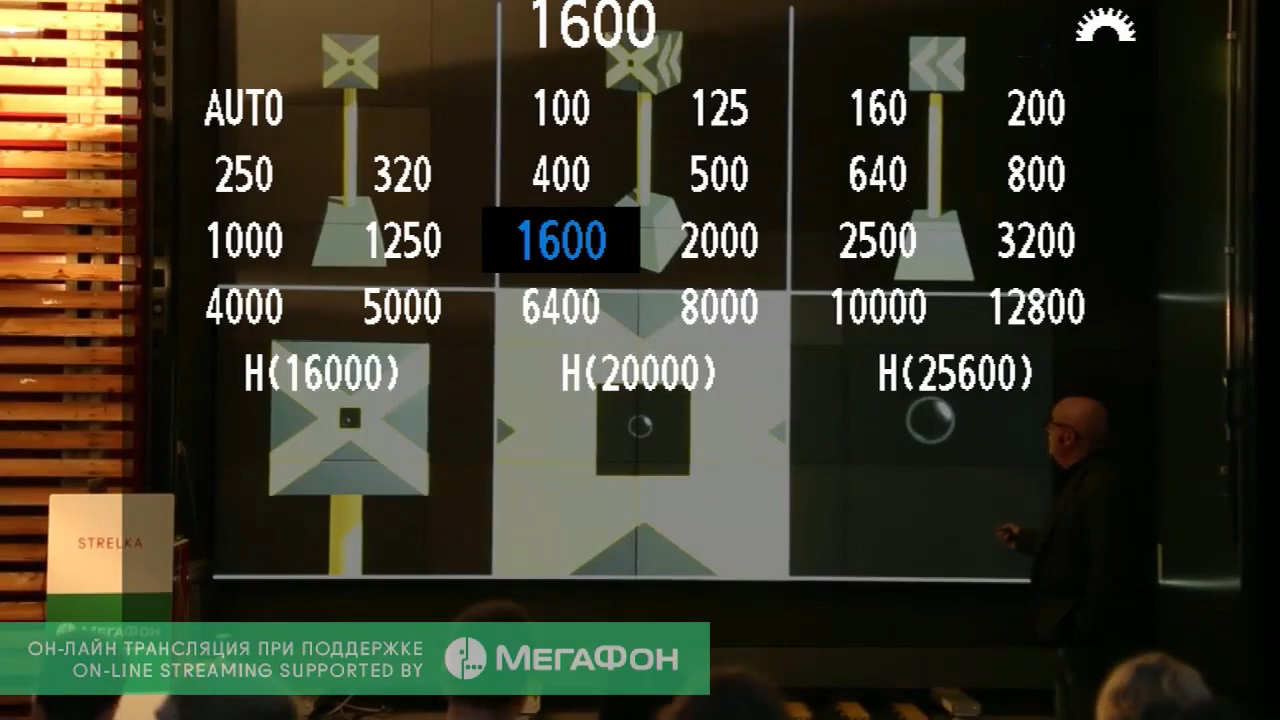 1600
AUTO 100 125 160 200
250 320 400 500 640 800
1000 1250 1600 2000 2500 3200
4000 5000 6400 8000 10000 12800
H(16000) H(20000) H(25600)
STRELKA
МЕГАФОН
ОН-ЛАЙН ТРАНСЛЯЦИЯ ПРИ ПОДДЕРЖКЕ
ON-LINE STREAMING SUPPORTED BY
МЕГАФОН